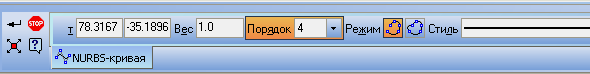 STOP т 78.3167 -35.1896 Вес 1.0 Порядок 4 Режим Стиль
NURBS-кривая